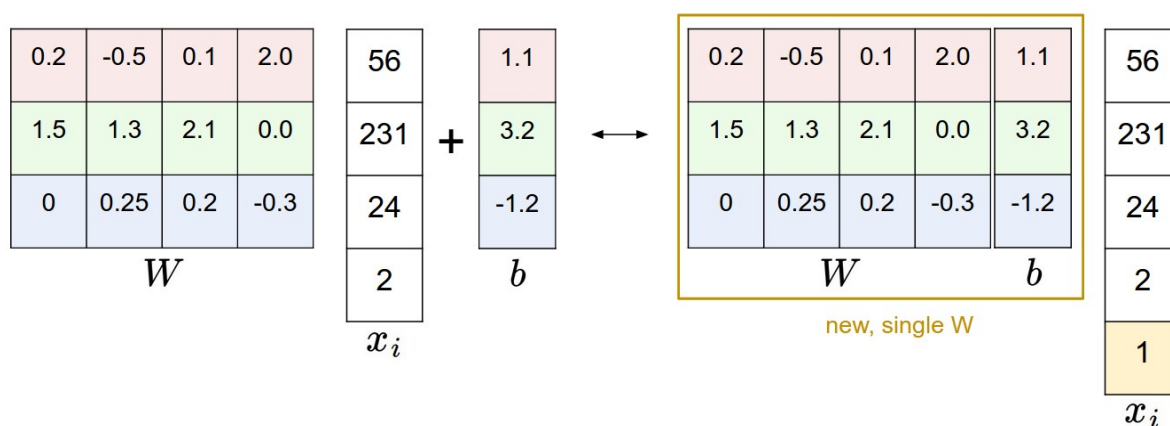 0.2 -0.5 0.1 2.0 56 1.1 0.2 -0.5 0.1 2.0 1.1 56
1.5 1.3 2.1 0.0 231 + 3.2 ↔ 1.5 1.3 2.1 0.0 3.2 231
0 0.25 0.2 -0.3 24 -1.2 0 0.25 0.2 -0.3 -1.2 24
W 2 b W b 2
new, single W
x_i 1
x_i